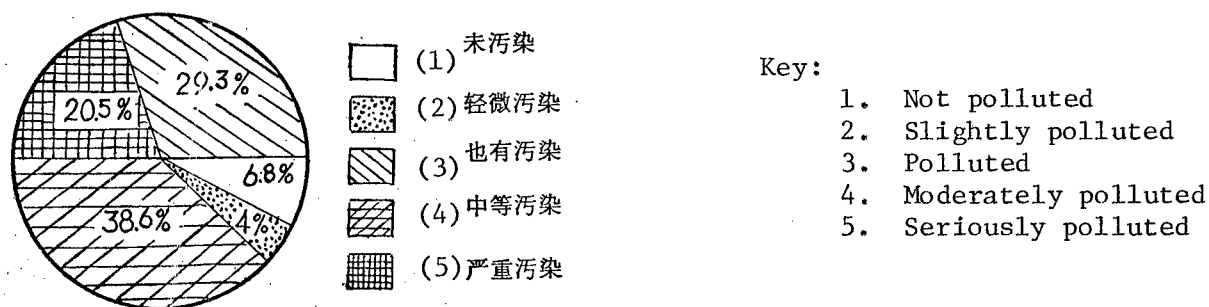 29.3%
20.5%
6.8%
4%
38.6%
(1) 未污染
(2) 轻微污染
(3) 也有污染
(4) 中等污染
(5) 严重污染
Key:
1. Not polluted
2. Slightly polluted
3. Polluted
4. Moderately polluted
5. Seriously polluted